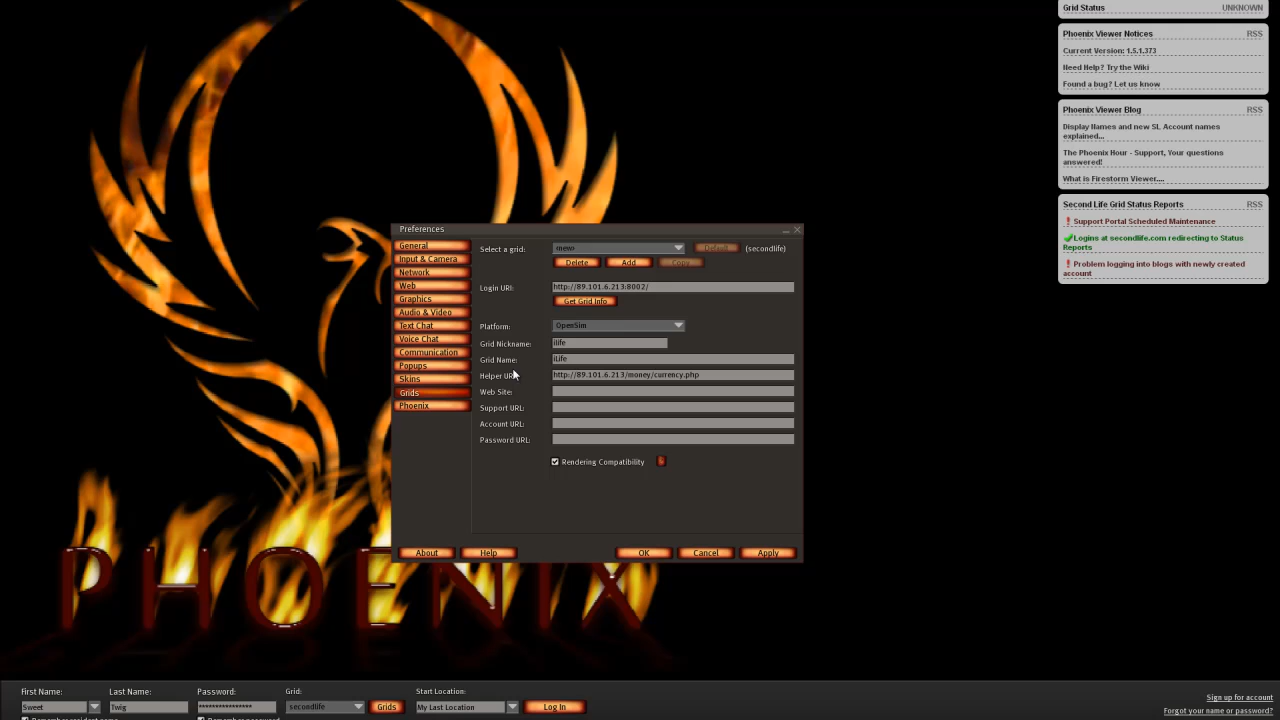 Grid Status UNKNOWN
Phoenix Viewer Notices RSS
Current Version: 1.5.1.373
Need Help? Try the Wiki
Found a bug? Let us know
Phoenix Viewer Blog RSS
Display Names and new SL Account names
explained...
The Phoenix Hour - Support, Your questions
answered!
What is Firestorm Viewer....
Second Life Grid Status Reports RSS
Support Portal Scheduled Maintenance
Logins at secondlife.com redirecting to Status
Reports
Problem logging into blogs with newly created
account
Preferences
General
Input & Camera
Network
Web
Graphics
Audio & Video
Text Chat
Voice Chat
Communication
Popups
Skins
Grids
Phoenix
Select a grid: Default (secondlife)
Delete Add Copy
Login URI: http://89.101.6.213:8002/
Get Grid Info
Platform: OpenSim
Grid Nickname: ilife
Grid Name: iLife
Helper http://89.101.6.213/money/currency.php
Web Site:
Support URL:
Account URL:
Password URL:
Rendering Compatibility
About Help OK Cancel Apply
PHOENIX
First Name: Last Name: Password: Grid: Start Location:
Sweet Twig **************** secondlife Grids My Last Location Log In
Sign up for account
Forgot your name or password?